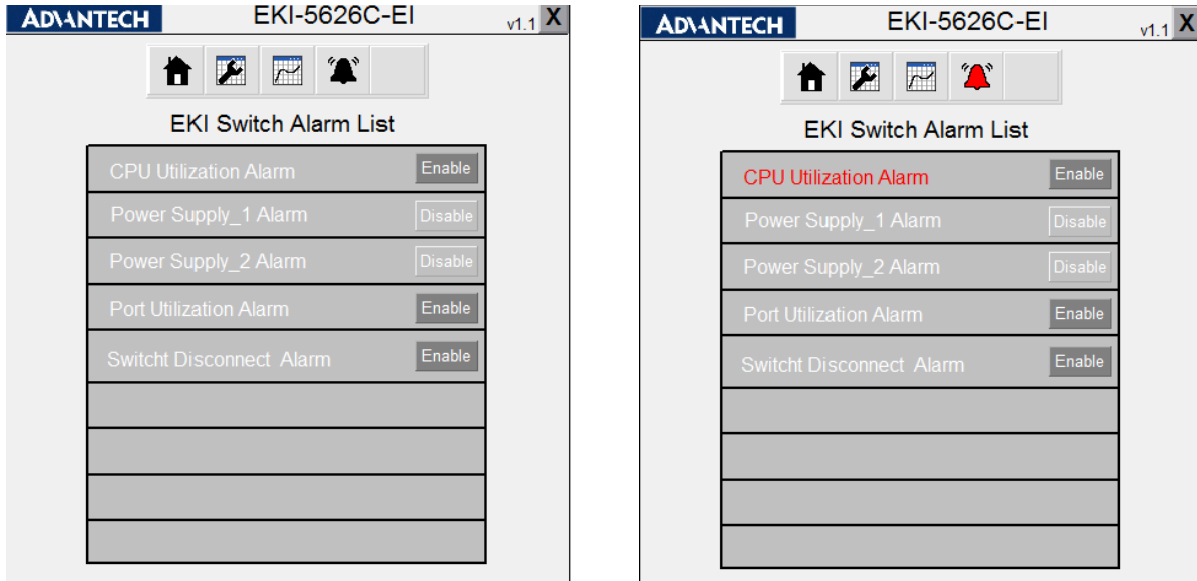 ADVANTECH EKI-5626C-EI v1.1 X
EKI Switch Alarm List
CPU Utilization Alarm Enable
Power Supply_1 Alarm Disable
Power Supply_2 Alarm Disable
Port Utilization Alarm Enable
Switcht Disconnect Alarm Enable
ADVANTECH EKI-5626C-EI v1.1 X
EKI Switch Alarm List
CPU Utilization Alarm Enable
Power Supply_1 Alarm Disable
Power Supply_2 Alarm Disable
Port Utilization Alarm Enable
Switcht Disconnect Alarm Enable